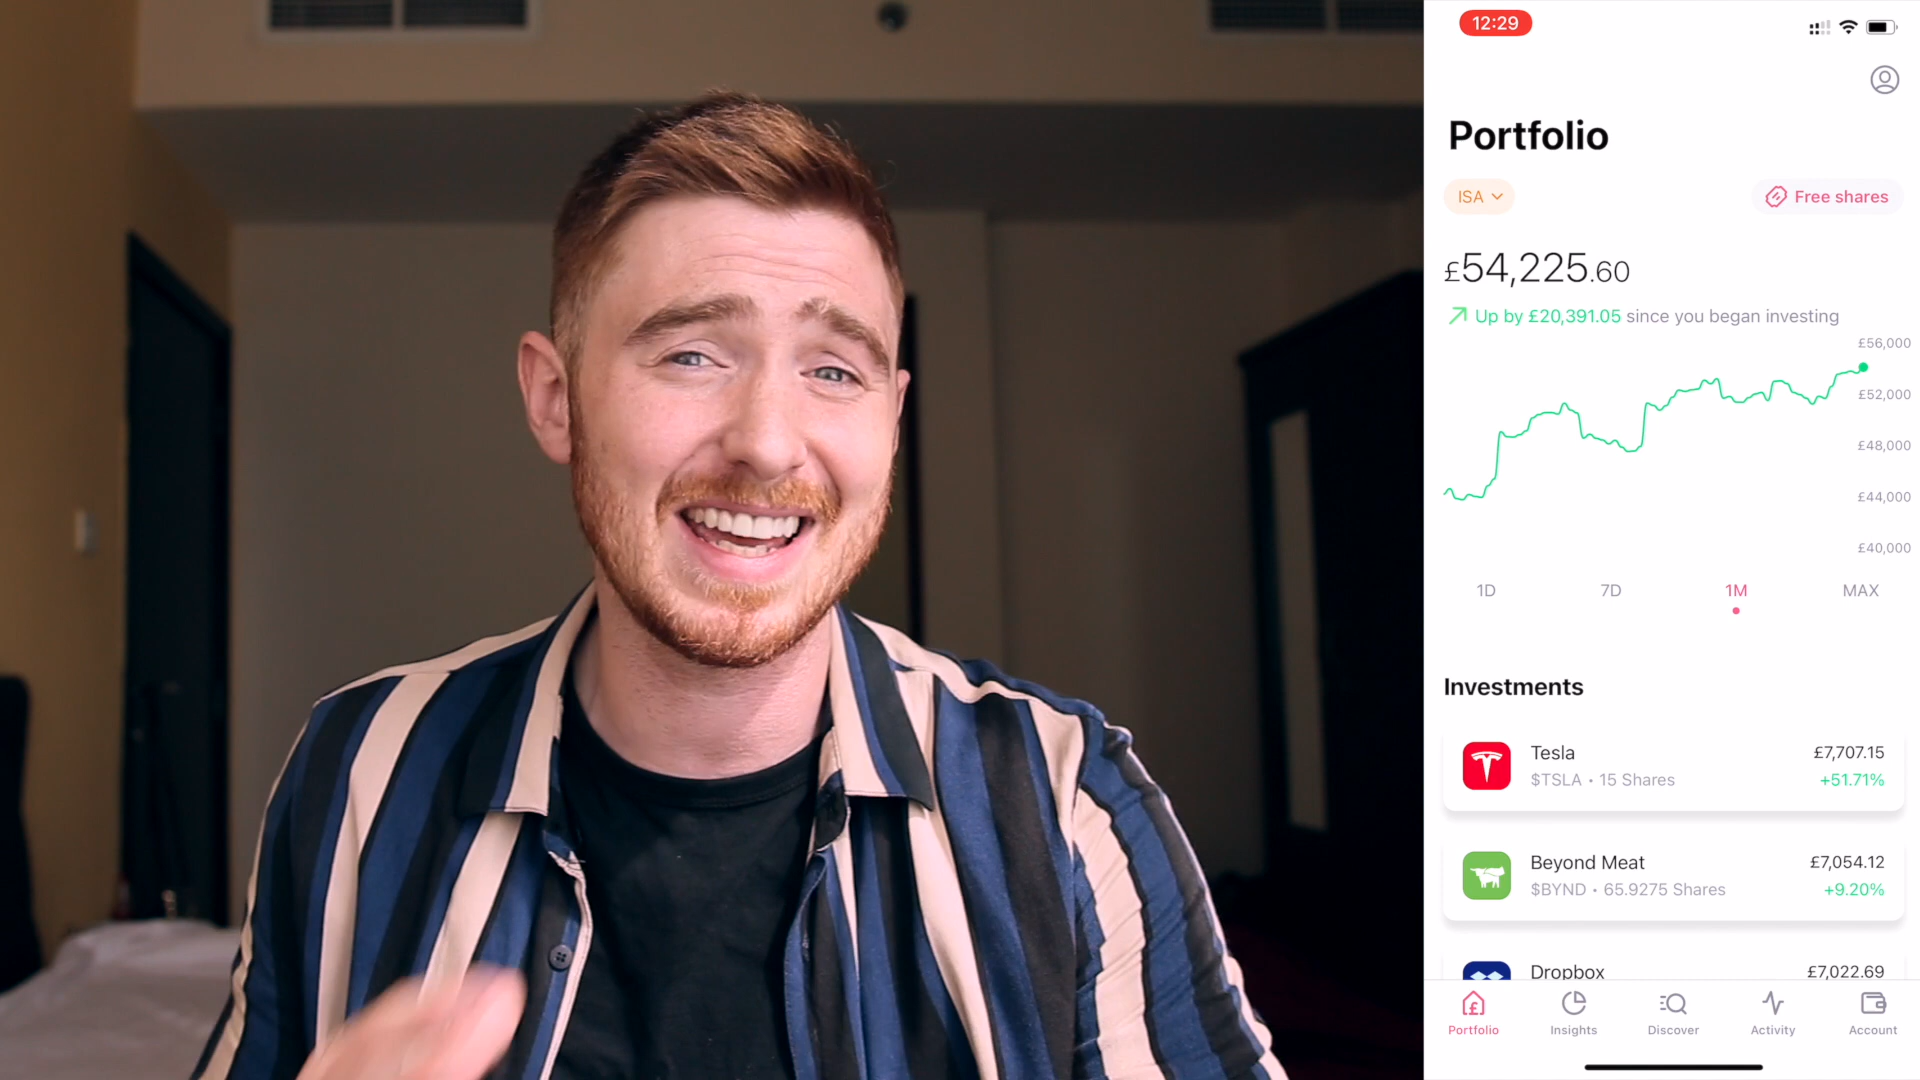 12:29
Portfolio
ISA
Free shares
£54,225.60
Up by £20,391.05 since you began investing
£56,000
£52,000
£48,000
£44,000
£40,000
1D 7D 1M MAX
Investments
Tesla £7,707.15
$TSLA • 15 Shares +51.71%
Beyond Meat £7,054.12
$BYND • 65.9275 Shares +9.20%
Dropbox £7,022.69
Portfolio Insights Discover Activity Account